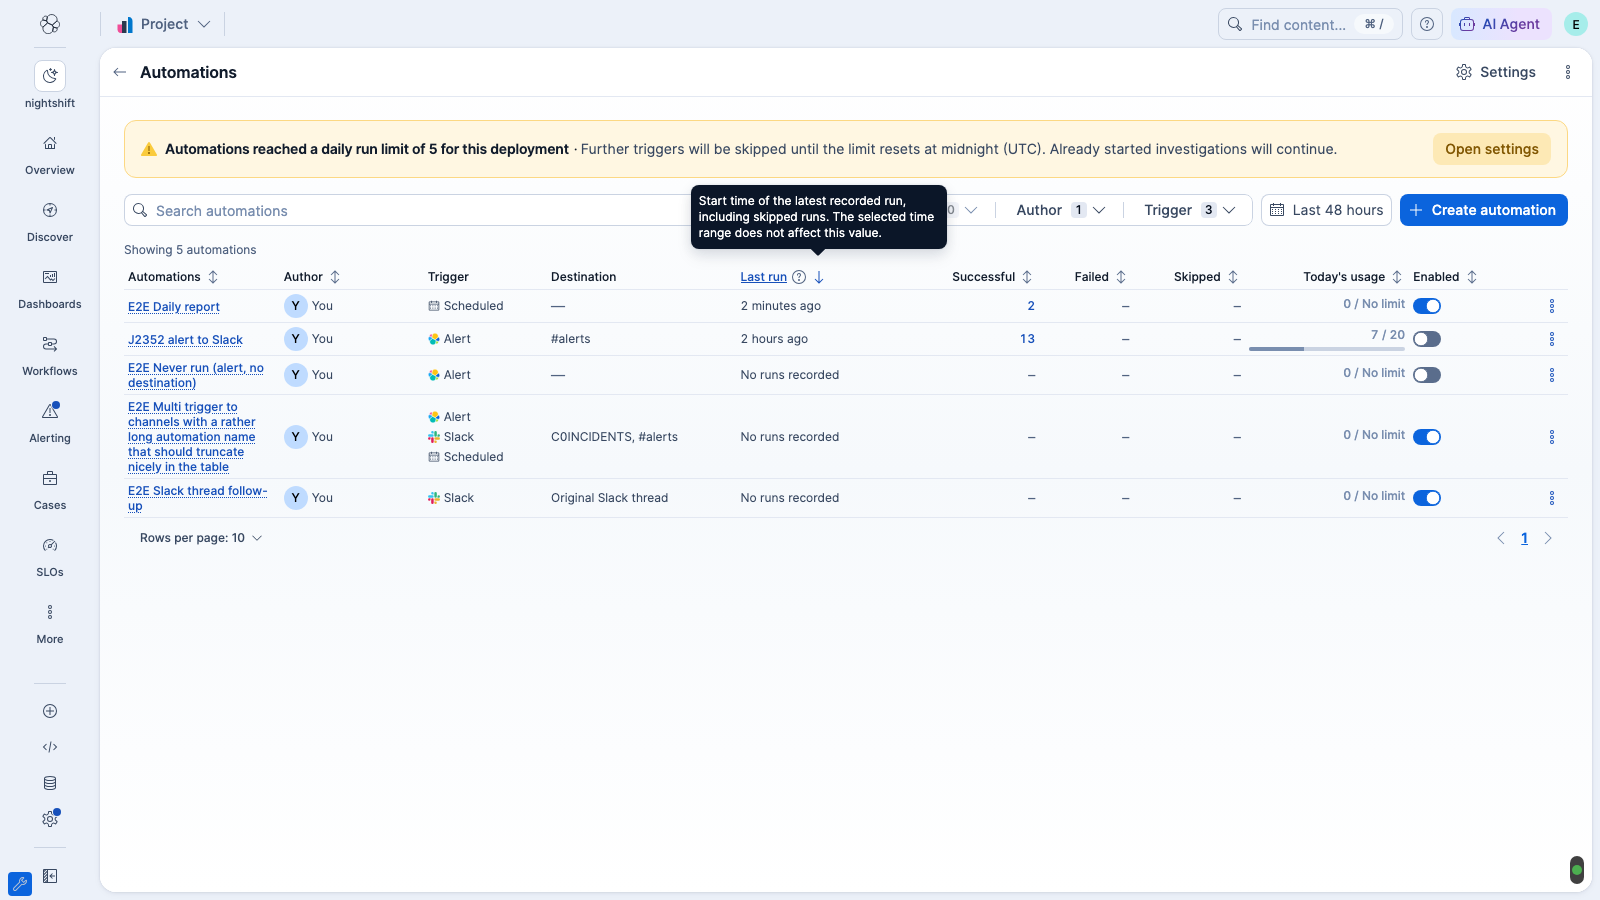 Project
Find content...
⌘ /
AI Agent
E
nightshift
Overview
Discover
Dashboards
Workflows
Alerting
Cases
SLOs
More
Automations
Settings
Automations reached a daily run limit of 5 for this deployment · Further triggers will be skipped until the limit resets at midnight (UTC). Already started investigations will continue.
Open settings
Search automations
0
Author 1
Trigger 3
Last 48 hours
Create automation
Start time of the latest recorded run,
including skipped runs. The selected time
range does not affect this value.
Showing 5 automations
Automations Author Trigger Destination Last run Successful Failed Skipped Today's usage Enabled
E2E Daily report Y You Scheduled — 2 minutes ago 2 – – 0 / No limit
J2352 alert to Slack Y You Alert #alerts 2 hours ago 13 – – 7 / 20
E2E Never run (alert, no
destination)
Y You Alert — No runs recorded – – – 0 / No limit
E2E Multi trigger to
channels with a rather
long automation name
that should truncate
nicely in the table
Y You
Alert
Slack
Scheduled
C0INCIDENTS, #alerts No runs recorded – – – 0 / No limit
E2E Slack thread follow-
up
Y You Slack Original Slack thread No runs recorded – – – 0 / No limit
Rows per page: 10
1